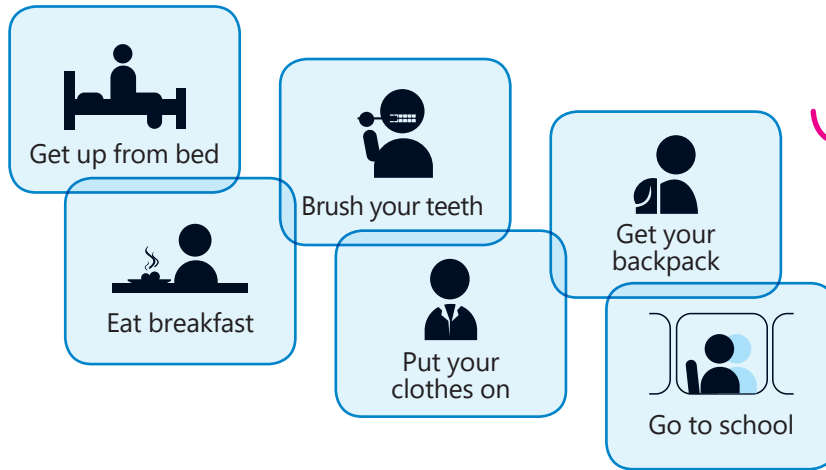 Get up from bed
Eat breakfast
Brush your teeth
Put your
clothes on
Get your
backpack
Go to school